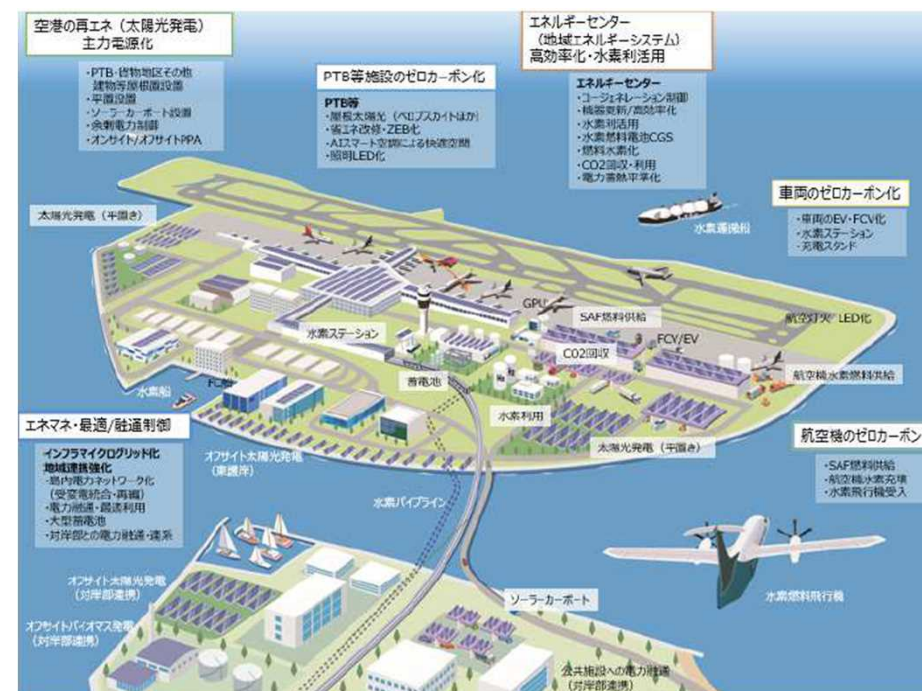 空港の再エネ（太陽光発電）
主力電源化
・PTB・貨物地区その他
建物等屋根置設置
・平置設置
・ソーラーカーポート設置
・余剰電力制御
・オンサイト/オフサイトPPA
PTB等施設のゼロカーボン化
PTB等
・屋根太陽光（ペロブスカイトほか）
・省エネ改修・ZEB化
・AIスマート空調による快適空間
・照明LED化
エネルギーセンター
（地域エネルギーシステム）
高効率化・水素利活用
エネルギーセンター
・コージェネレーション制御
・機器更新/高効率化
・水素利活用
・水素燃料電池CGS
・燃料水素化
・CO2回収・利用
・電力蓄熱平準化
車両のゼロカーボン化
・車両のEV・FCV化
・水素ステーション
・充電スタンド
太陽光発電（平置き）
水素運搬船
GPU
SAF燃料供給
航空灯火 LED化
水素ステーション
CO2回収
FCV/EV
蓄電池
航空機水素燃料供給
水素船
FC船
水素利用
太陽光発電（平置き）
エネマネ・最適/融通制御
インフラマイクログリッド化
地域連携強化
・島内電力ネットワーク化
（受変電統合・再編）
・電力融通・最適利用
・大型蓄電池
・対岸部との電力融通・連系
オフサイト太陽光発電
（東護岸）
水素パイプライン
航空機のゼロカーボン
・SAF燃料供給
・航空機水素充填
・水素飛行機受入
水素燃料飛行機
オフサイト太陽光発電
（対岸部連携）
オフサイトバイオマス発電
（対岸部連携）
ソーラーカーポート
公共施設への電力融通
（対岸部連携）